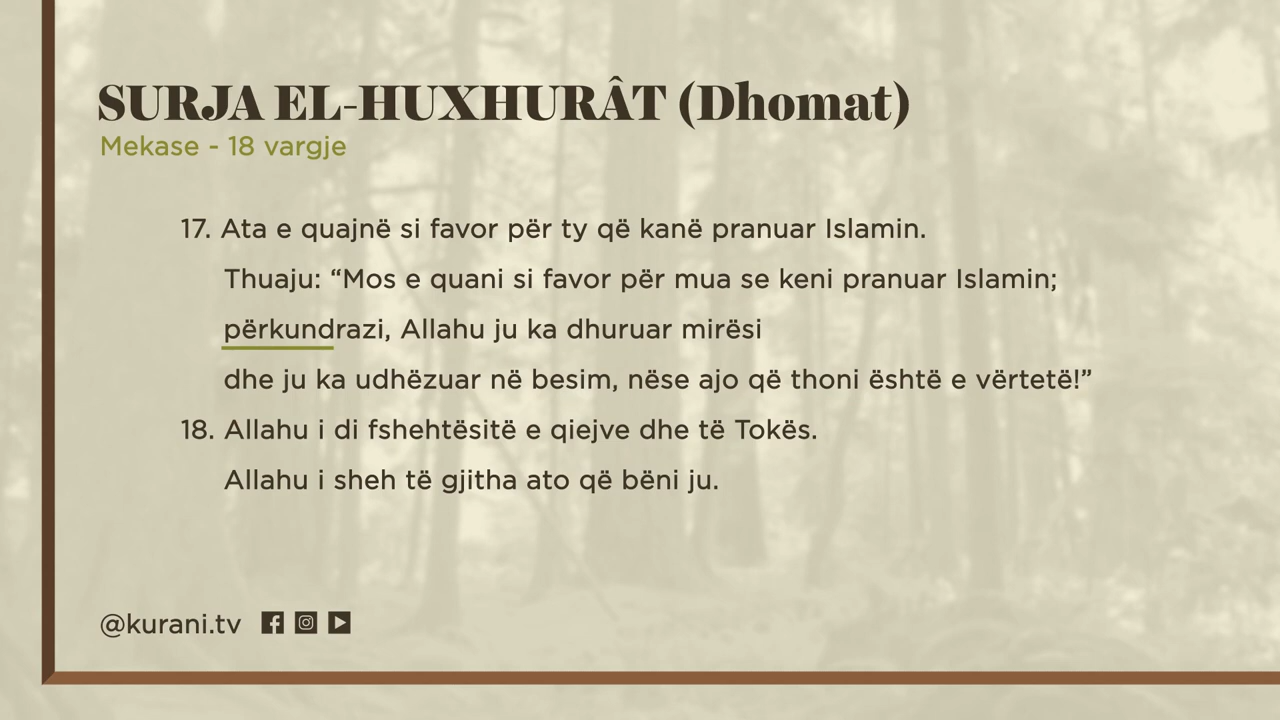 SURJA EL-HUXHURÂT (Dhomat)
Mekase - 18 vargje
17. Ata e quajnë si favor për ty që kanë pranuar Islamin.
Thuaju: “Mos e quani si favor për mua se keni pranuar Islamin;
përkundrazi, Allahu ju ka dhuruar mirësi
dhe ju ka udhëzuar në besim, nëse ajo që thoni është e vërtetë!”
18. Allahu i di fshehtësitë e qiejve dhe të Tokës.
Allahu i sheh të gjitha ato që bëni ju.
@kurani.tv